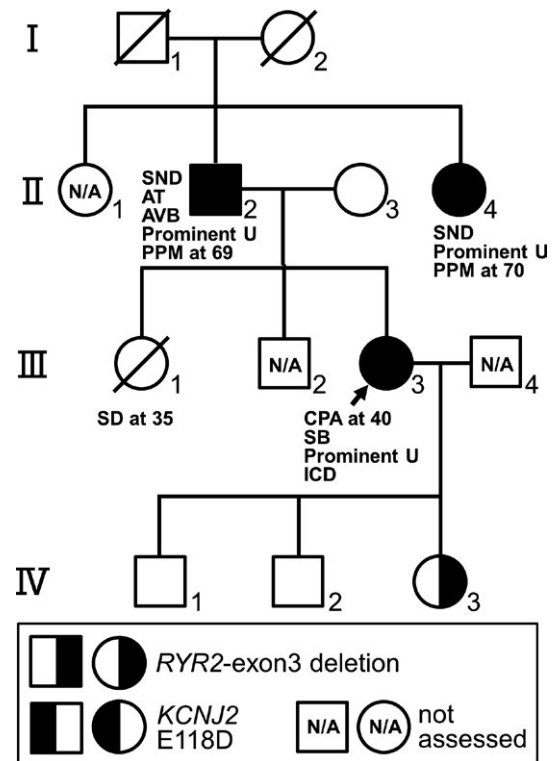 I
1
2
II
N/A
1
SND
AT
AVB
Prominent U
PPM at 69
2
3
4
SND
Prominent U
PPM at 70
III
1
SD at 35
N/A
2
3
CPA at 40
SB
Prominent U
ICD
N/A
4
IV
1
2
3
RYR2-exon3 deletion
KCNJ2
E118D
N/A
N/A
not
assessed